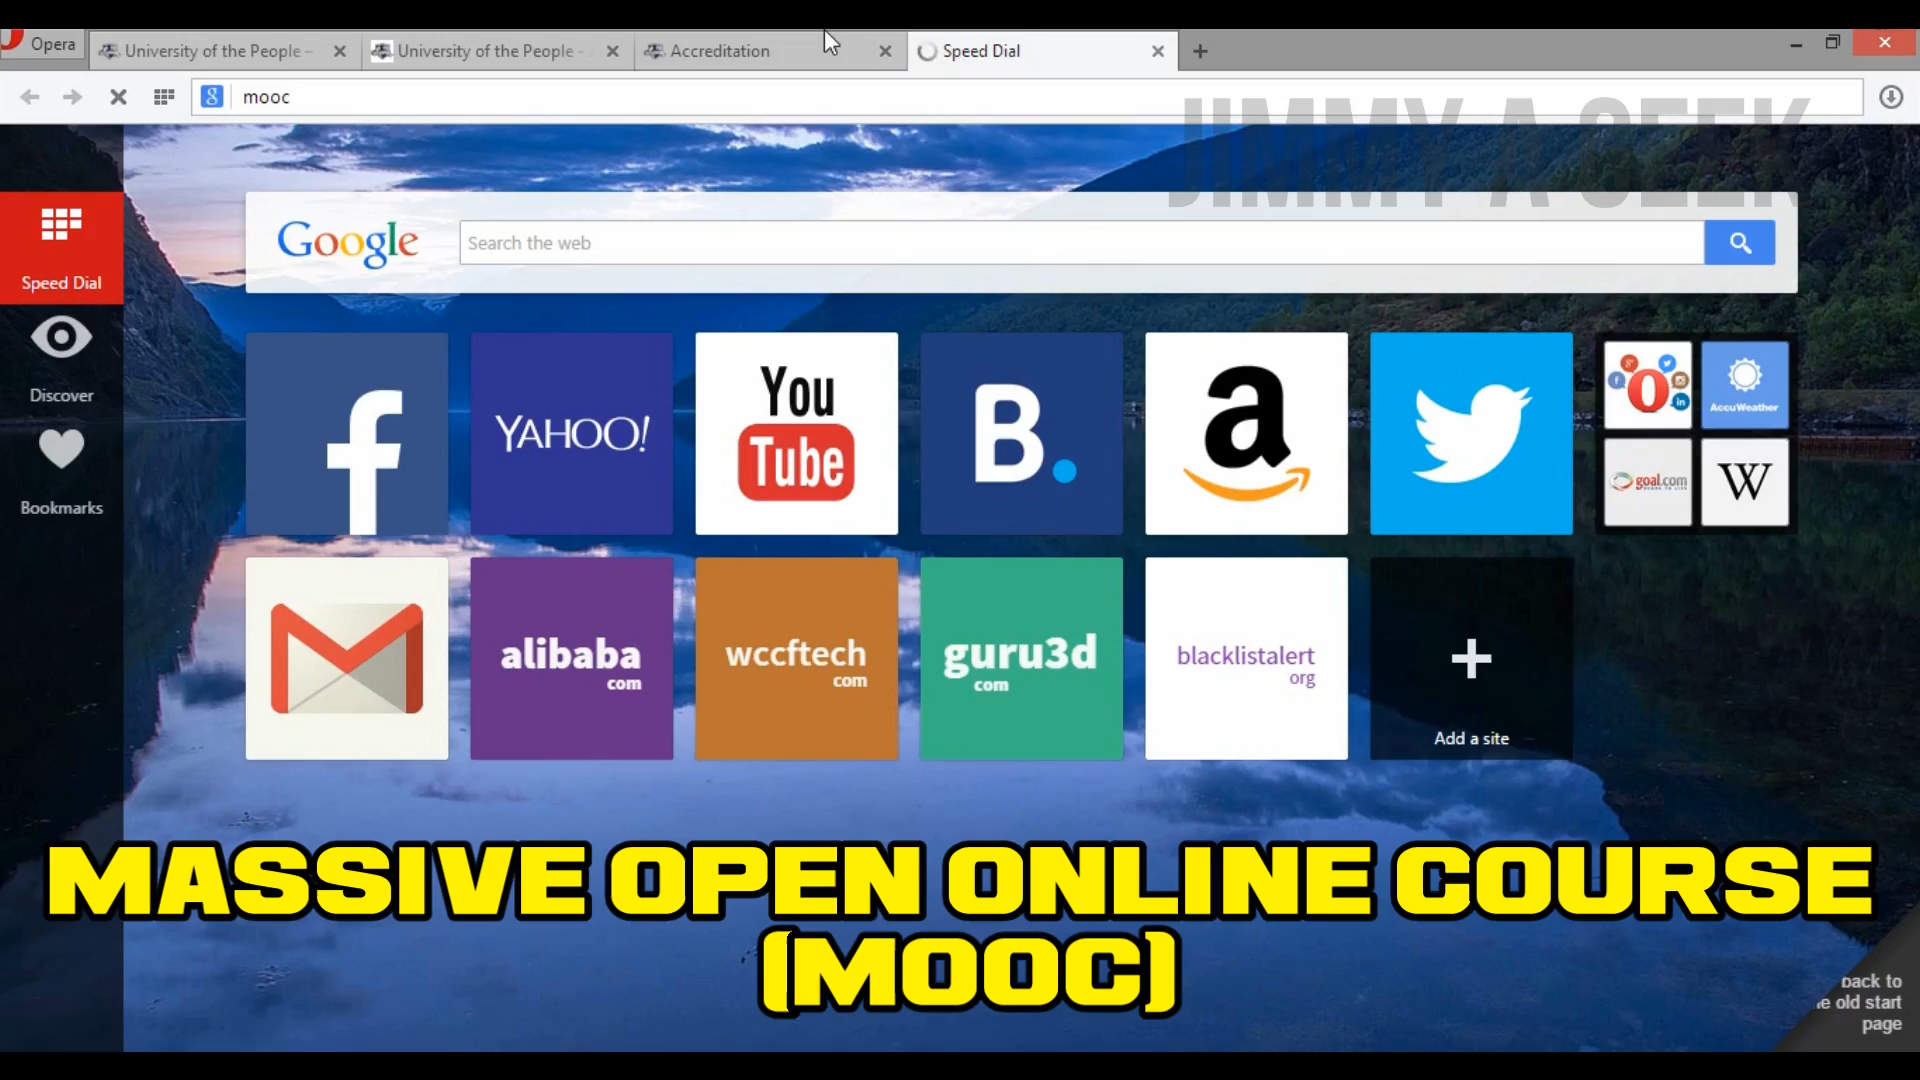 Opera
University of the People –
University of the People -
Accreditation
Speed Dial
mooc
JIMMY A GEEK
Speed Dial
Google
Search the web
Discover
YAHOO!
You
Tube
B.
a
AccuWeather
goal.com
W
Bookmarks
alibaba
com
wccftech
com
guru3d
com
blacklistalert
org
Add a site
MASSIVE OPEN ONLINE COURSE
(MOOC)
back to
e old start
page